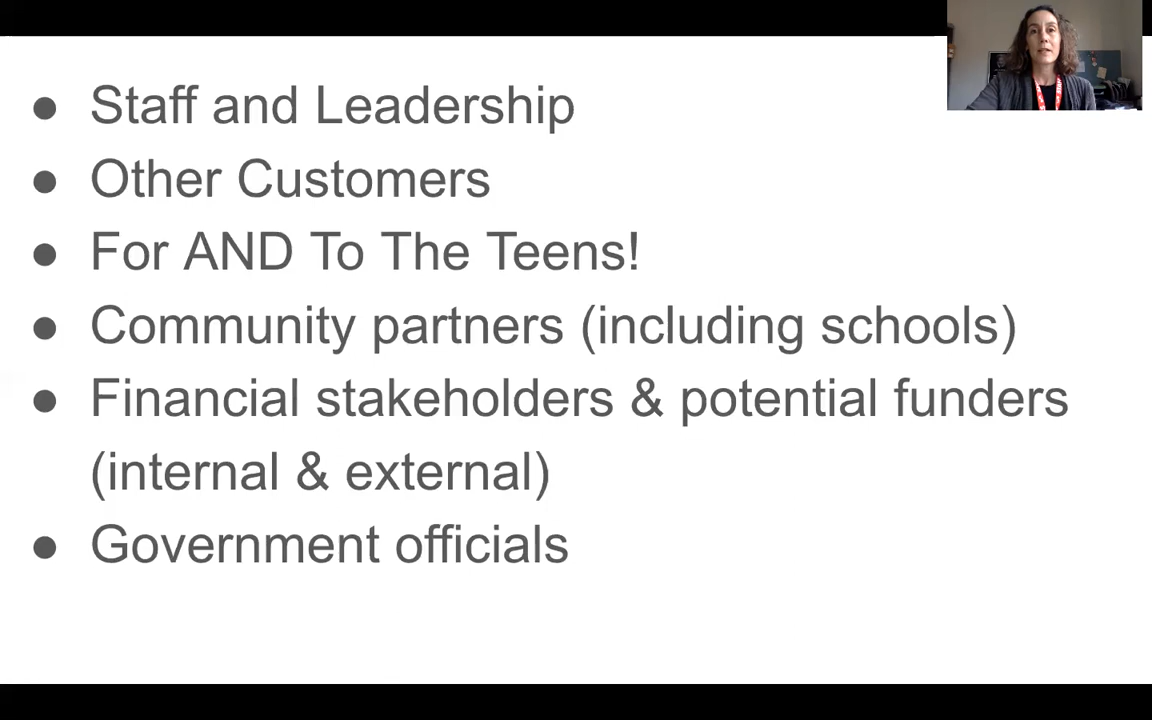 ● Staff and Leadership
● Other Customers
● For AND To The Teens!
● Community partners (including schools)
● Financial stakeholders & potential funders
(internal & external)
● Government officials